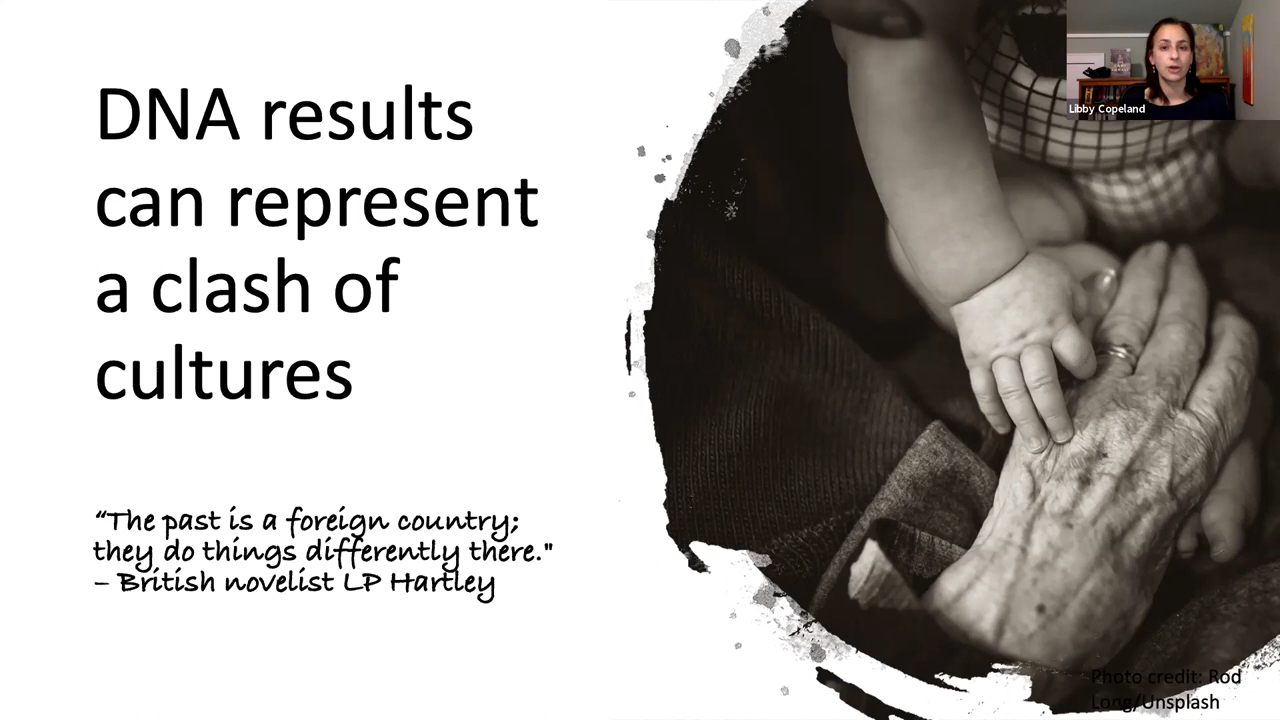 DNA results
can represent
a clash of
cultures
“The past is a foreign country;
they do things differently there."
– British novelist LP Hartley
Libby Copeland
Photo credit: Rod
Long/Unsplash